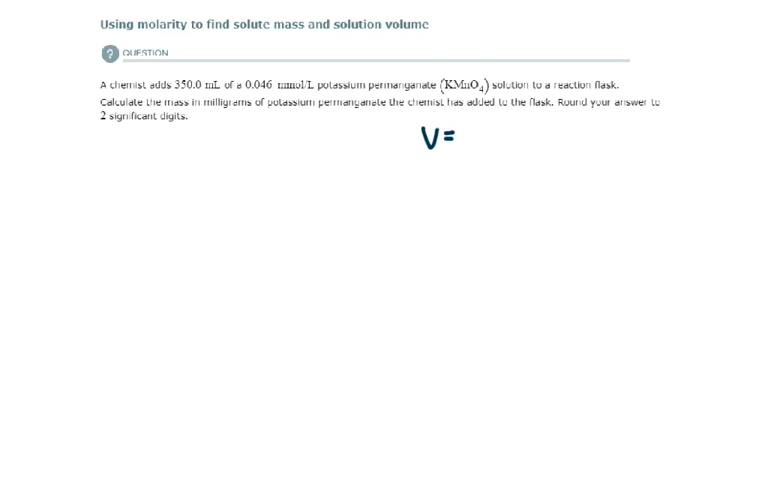 Using molarity to find solute mass and solution volume
? QUESTION
A chemist adds 350.0 mL of a 0.046 mmol/L potassium permanganate (KMnO₄) solution to a reaction flask.
Calculate the mass in milligrams of potassium permanganate the chemist has added to the flask. Round your answer to
2 significant digits.
V=